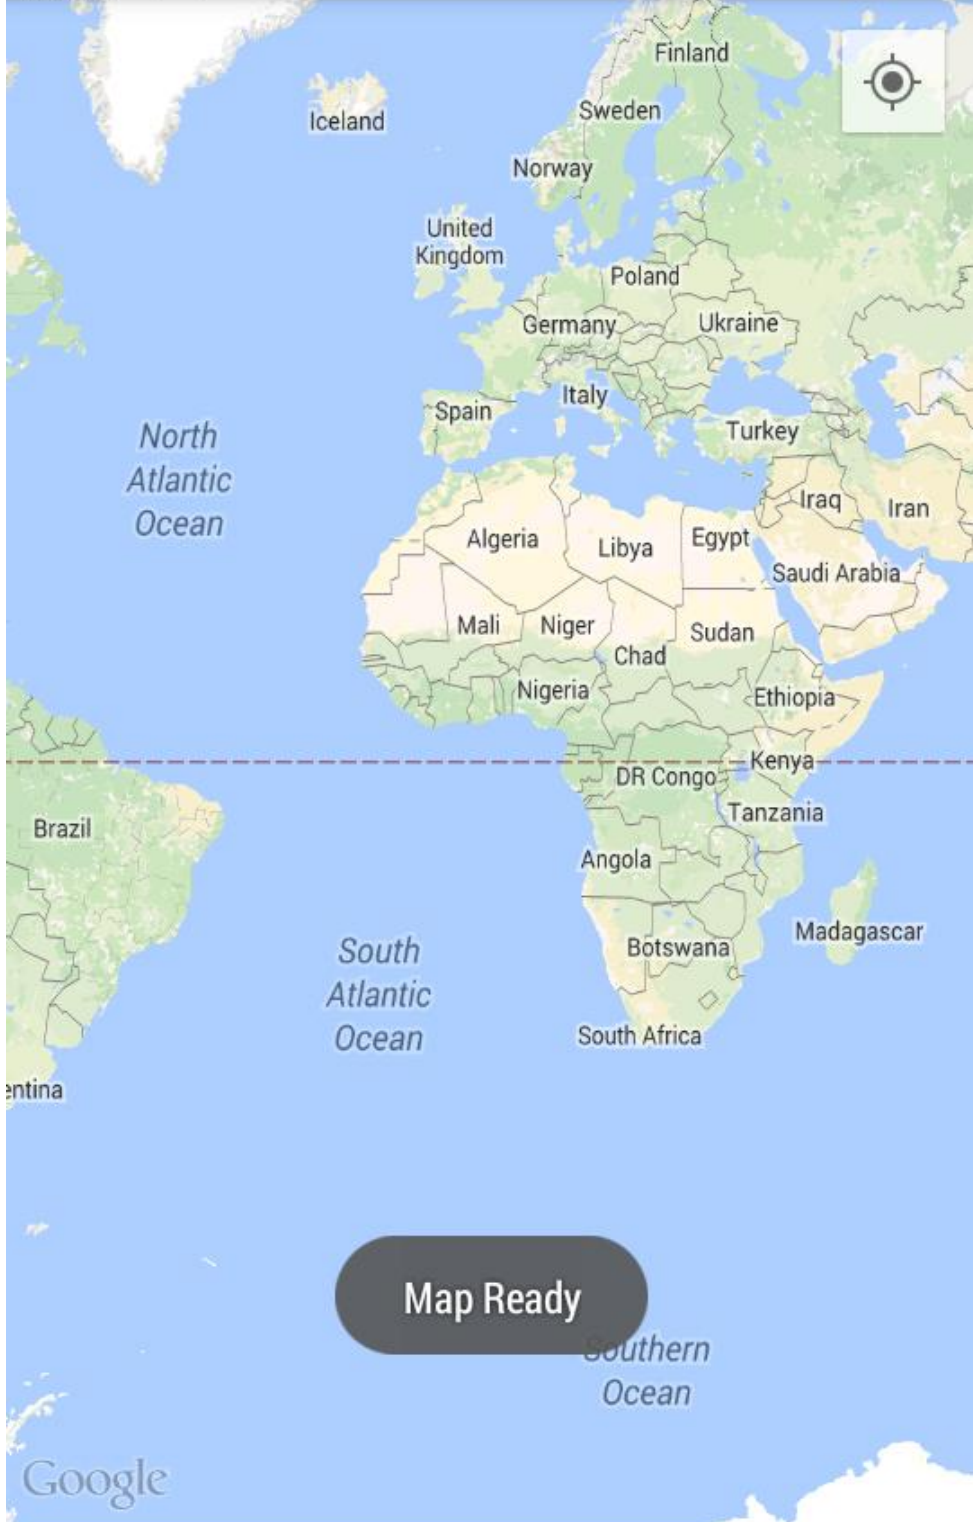 Finland
Iceland
Sweden
Norway
United
Kingdom
Poland
Germany
Ukraine
Italy
Spain
Turkey
North
Atlantic
Ocean
Iraq
Iran
Algeria
Libya
Egypt
Saudi Arabia
Mali
Niger
Sudan
Chad
Nigeria
Ethiopia
Kenya
DR Congo
Tanzania
Brazil
Angola
Madagascar
Botswana
South
Atlantic
Ocean
South Africa
entina
Map Ready
Southern
Ocean
Google